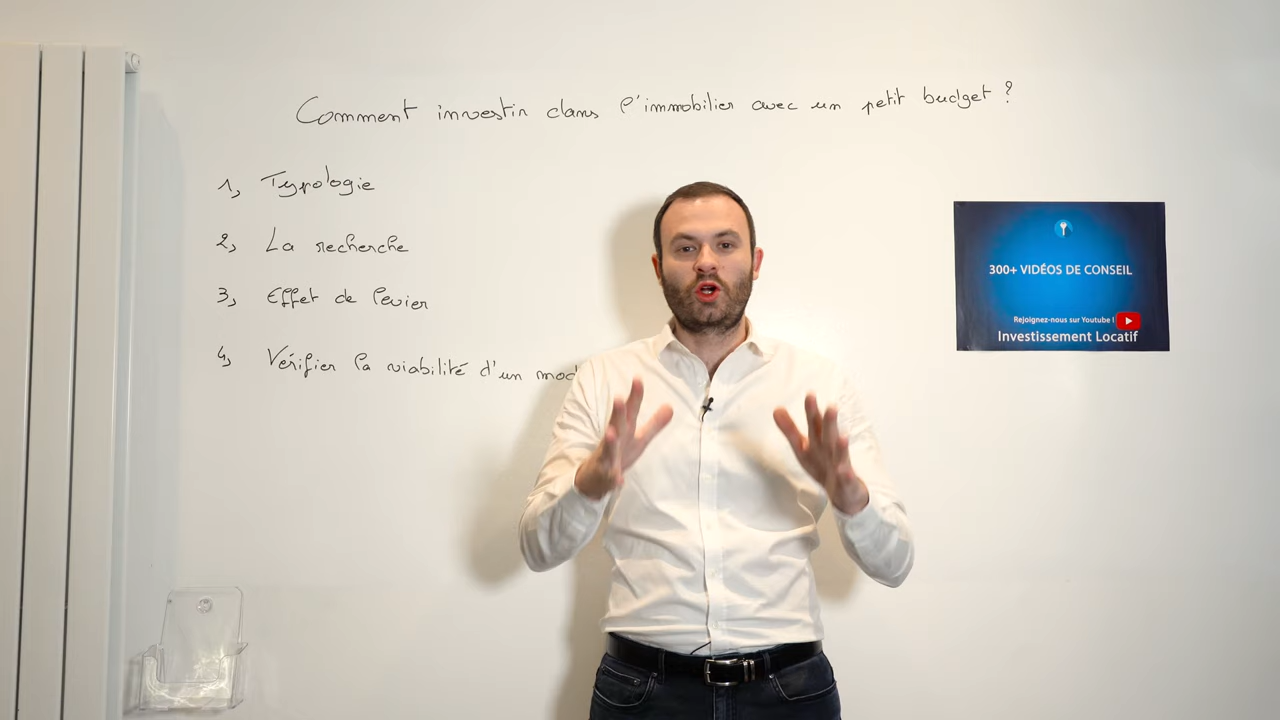 Comment investir dans l'immobilier avec un petit budget ?
1, Typologie
2, La recherche
3, Effet de levier
4, Vérifier la viabilité d'un
300+ VIDÉOS DE CONSEIL
Rejoignez-nous sur Youtube !
Investissement Locatif